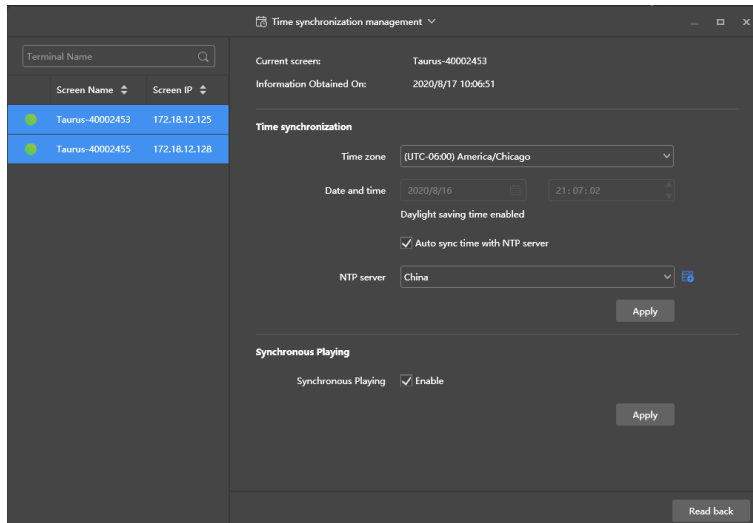 Time synchronization management
Terminal Name
Screen Name
Screen IP
Taurus-40002453 172.18.12.125
Taurus-40002455 172.18.12.128
Current screen: Taurus-40002453
Information Obtained On: 2020/8/17 10:06:51
Time synchronization
Time zone (UTC-06:00) America/Chicago
Date and time 2020/8/16 21:07:02
Daylight saving time enabled
Auto sync time with NTP server
NTP server China
Apply
Synchronous Playing
Synchronous Playing Enable
Apply
Read back